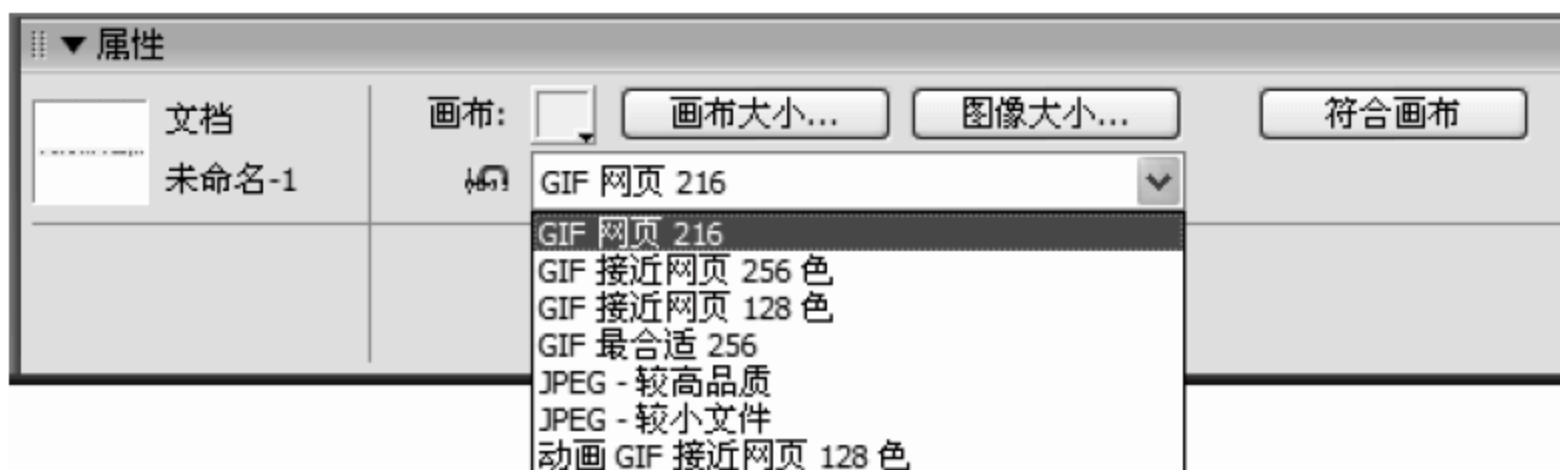 属性
文档
未命名-1
画布: 画布大小... 图像大小... 符合画布
GIF 网页 216
GIF 网页 216
GIF 接近网页 256 色
GIF 接近网页 128 色
GIF 最合适 256
JPEG - 较高品质
JPEG - 较小文件
动画 GIF 接近网页 128 色